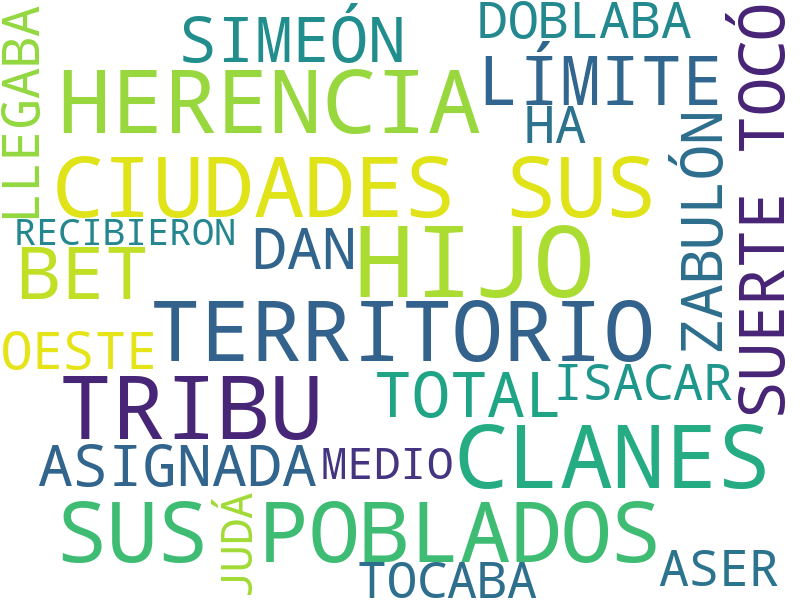 LLEGABA
SIMEÓN
DOBLABA
SUERTE TOCÓ
HERENCIA
LÍMITE
HA
ZABULÓN
CIUDADES SUS
RECIBIERON
DAN
HIJO
BET
TERRITORIO
OESTE
TRIBU
TOTAL
ISACAR
CLANES
ASIGNADA
MEDIO
SUS
POBLADOS
JUDÁ
TOCABA
ASER